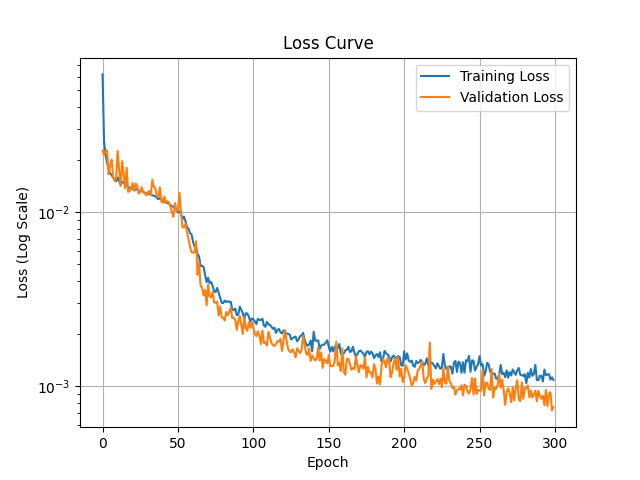 Loss Curve
Training Loss
Validation Loss
Loss (Log Scale)
10⁻²
10⁻³
0 50 100 150 200 250 300
Epoch